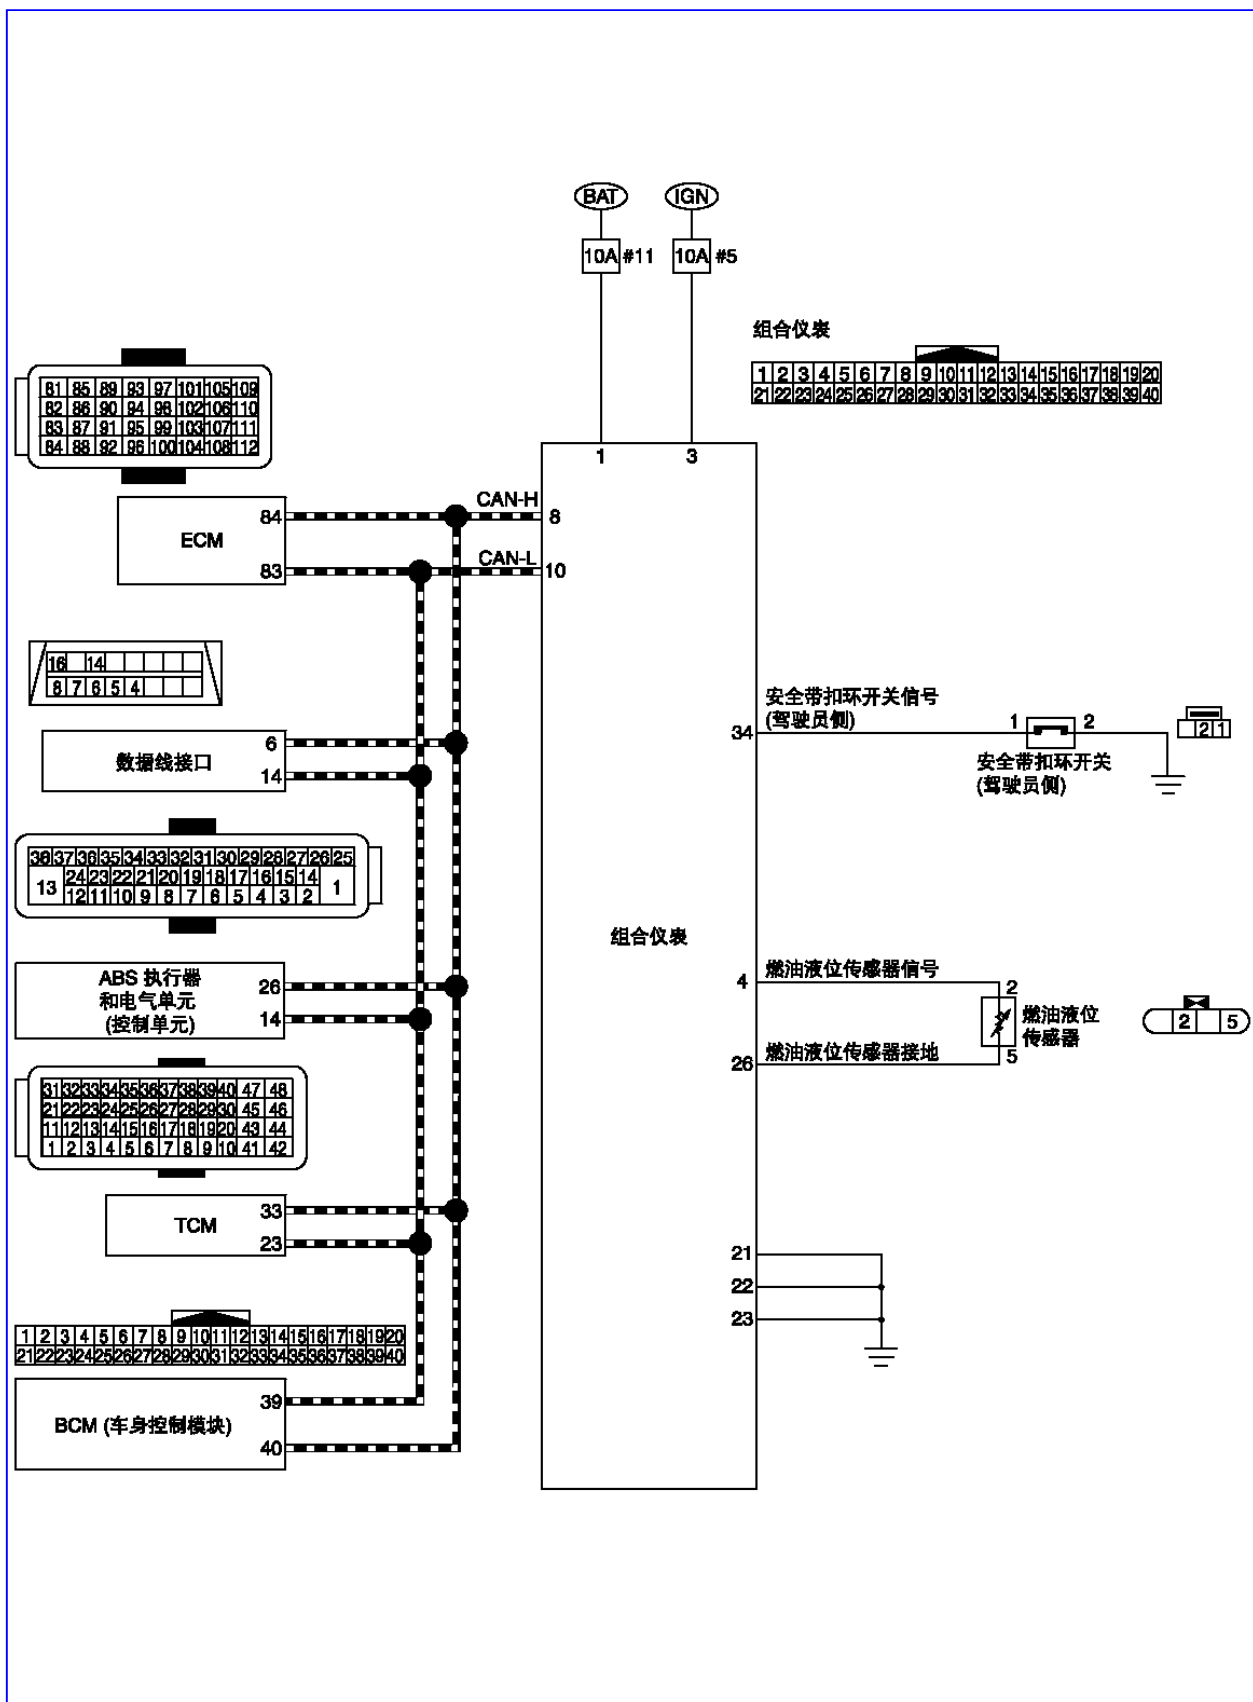 BAT IGN
10A #11 10A #5
组合仪表
1 2 3 4 5 6 7 8 9 10 11 12 13 14 15 16 17 18 19 20
21 22 23 24 25 26 27 28 29 30 31 32 33 34 35 36 37 38 39 40
81 85 89 93 97 101 105 109
82 86 90 94 98 102 106 110
83 87 91 95 99 103 107 111
84 88 92 96 100 104 108 112
1 3
CAN-H
84 8
ECM
CAN-L
83 10
16 14
8 7 6 5 4
安全带扣环开关信号
(驾驶员侧)
34 1 2
2 1
安全带扣环开关
(驾驶员侧)
6
数据线接口
14
38 37 36 35 34 33 32 31 30 29 28 27 26 25
24 23 22 21 20 19 18 17 16 15 14
13 1
12 11 10 9 8 7 6 5 4 3 2
组合仪表
ABS 执行器
和电气单元
(控制单元)
26
14
4 燃油液位传感器信号
2
燃油液位
传感器
2 5
26 燃油液位传感器接地
5
31 32 33 34 35 36 37 38 39 40 47 48
21 22 23 24 25 26 27 28 29 30 45 46
11 12 13 14 15 16 17 18 19 20 43 44
1 2 3 4 5 6 7 8 9 10 41 42
33
TCM
23
21
22
23
1 2 3 4 5 6 7 8 9 10 11 12 13 14 15 16 17 18 19 20
21 22 23 24 25 26 27 28 29 30 31 32 33 34 35 36 37 38 39 40
39
BCM (车身控制模块)
40